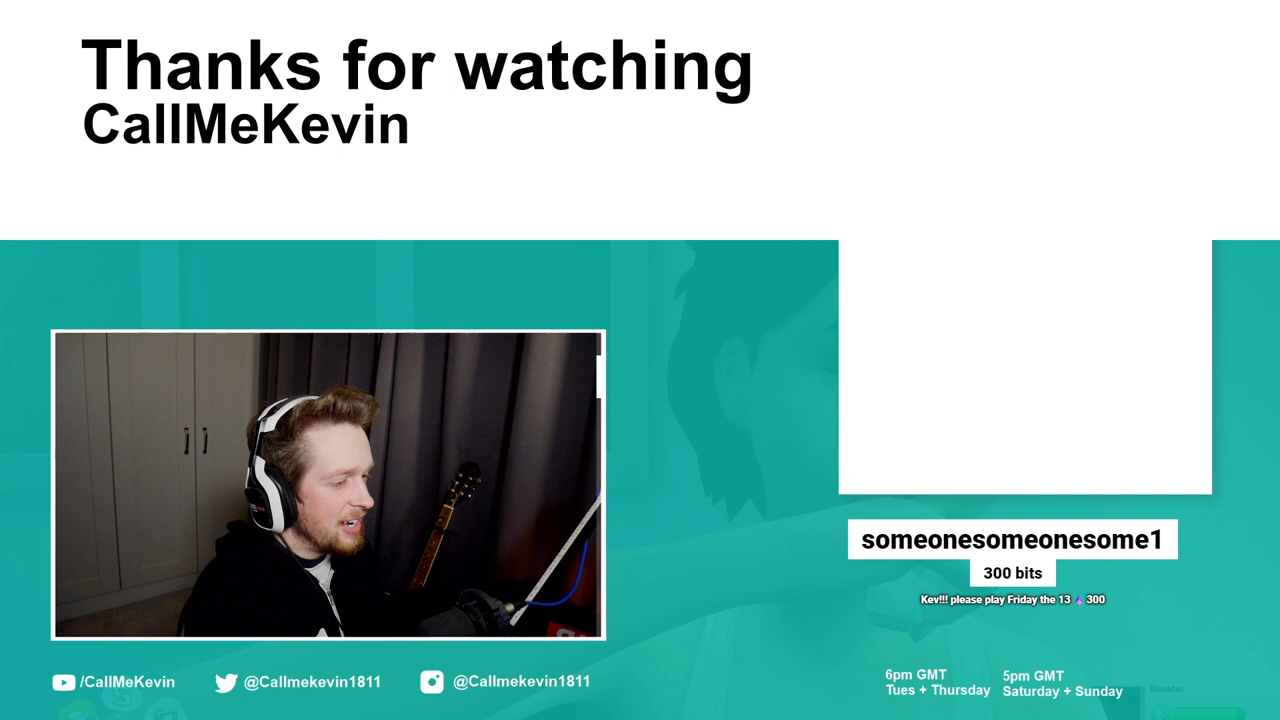 Thanks for watching
CallMeKevin
someonesomeonesome1
300 bits
Kev!!! please play Friday the 13 300
/CallMeKevin
@Callmekevin1811
@Callmekevin1811
6pm GMT
Tues + Thursday
5pm GMT
Saturday + Sunday
Bladder